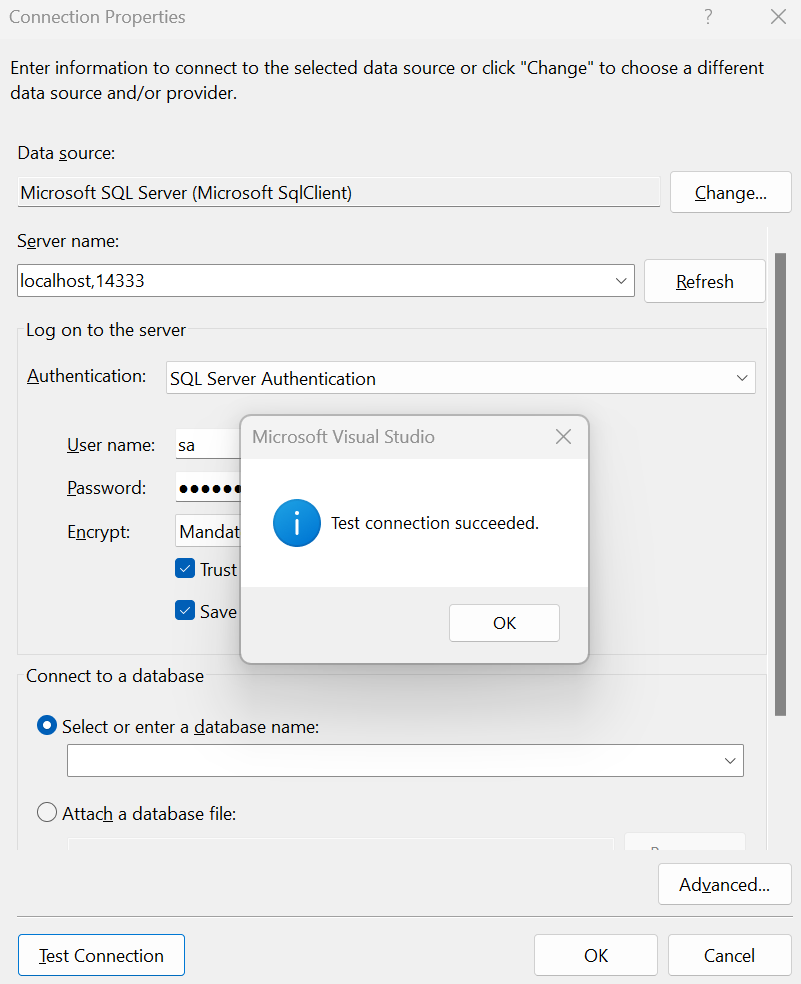 Connection Properties
?
Enter information to connect to the selected data source or click "Change" to choose a different
data source and/or provider.
Data source:
Microsoft SQL Server (Microsoft SqlClient)
Change...
Server name:
localhost,14333
Refresh
Log on to the server
Authentication:
SQL Server Authentication
User name:
sa
Password:
●●●●●●
Encrypt:
Mandat
Trust
Save
Microsoft Visual Studio
i
Test connection succeeded.
OK
Connect to a database
Select or enter a database name:
Attach a database file:
Advanced...
Test Connection
OK
Cancel